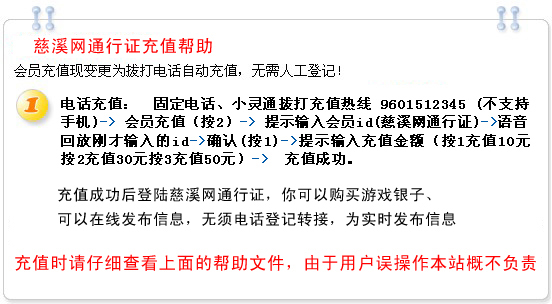 慈溪网通行证充值帮助
会员充值现变更为拨打电话自动充值，无需人工登记！
1 电话充值： 固定电话、小灵通拨打充值热线 9601512345 (不支持
手机)-> 会员充值（按2）-> 提示输入会员id(慈溪网通行证)->语音
回放刚才输入的id->确认(按1)->提示输入充值金额（按1充值10元
按2充值30元按3充值50元）-> 充值成功。
充值成功后登陆慈溪网通行证，你可以购买游戏银子、
可以在线发布信息，无须电话登记转接，为实时发布信息
充值时请仔细查看上面的帮助文件，由于用户误操作本站概不负责